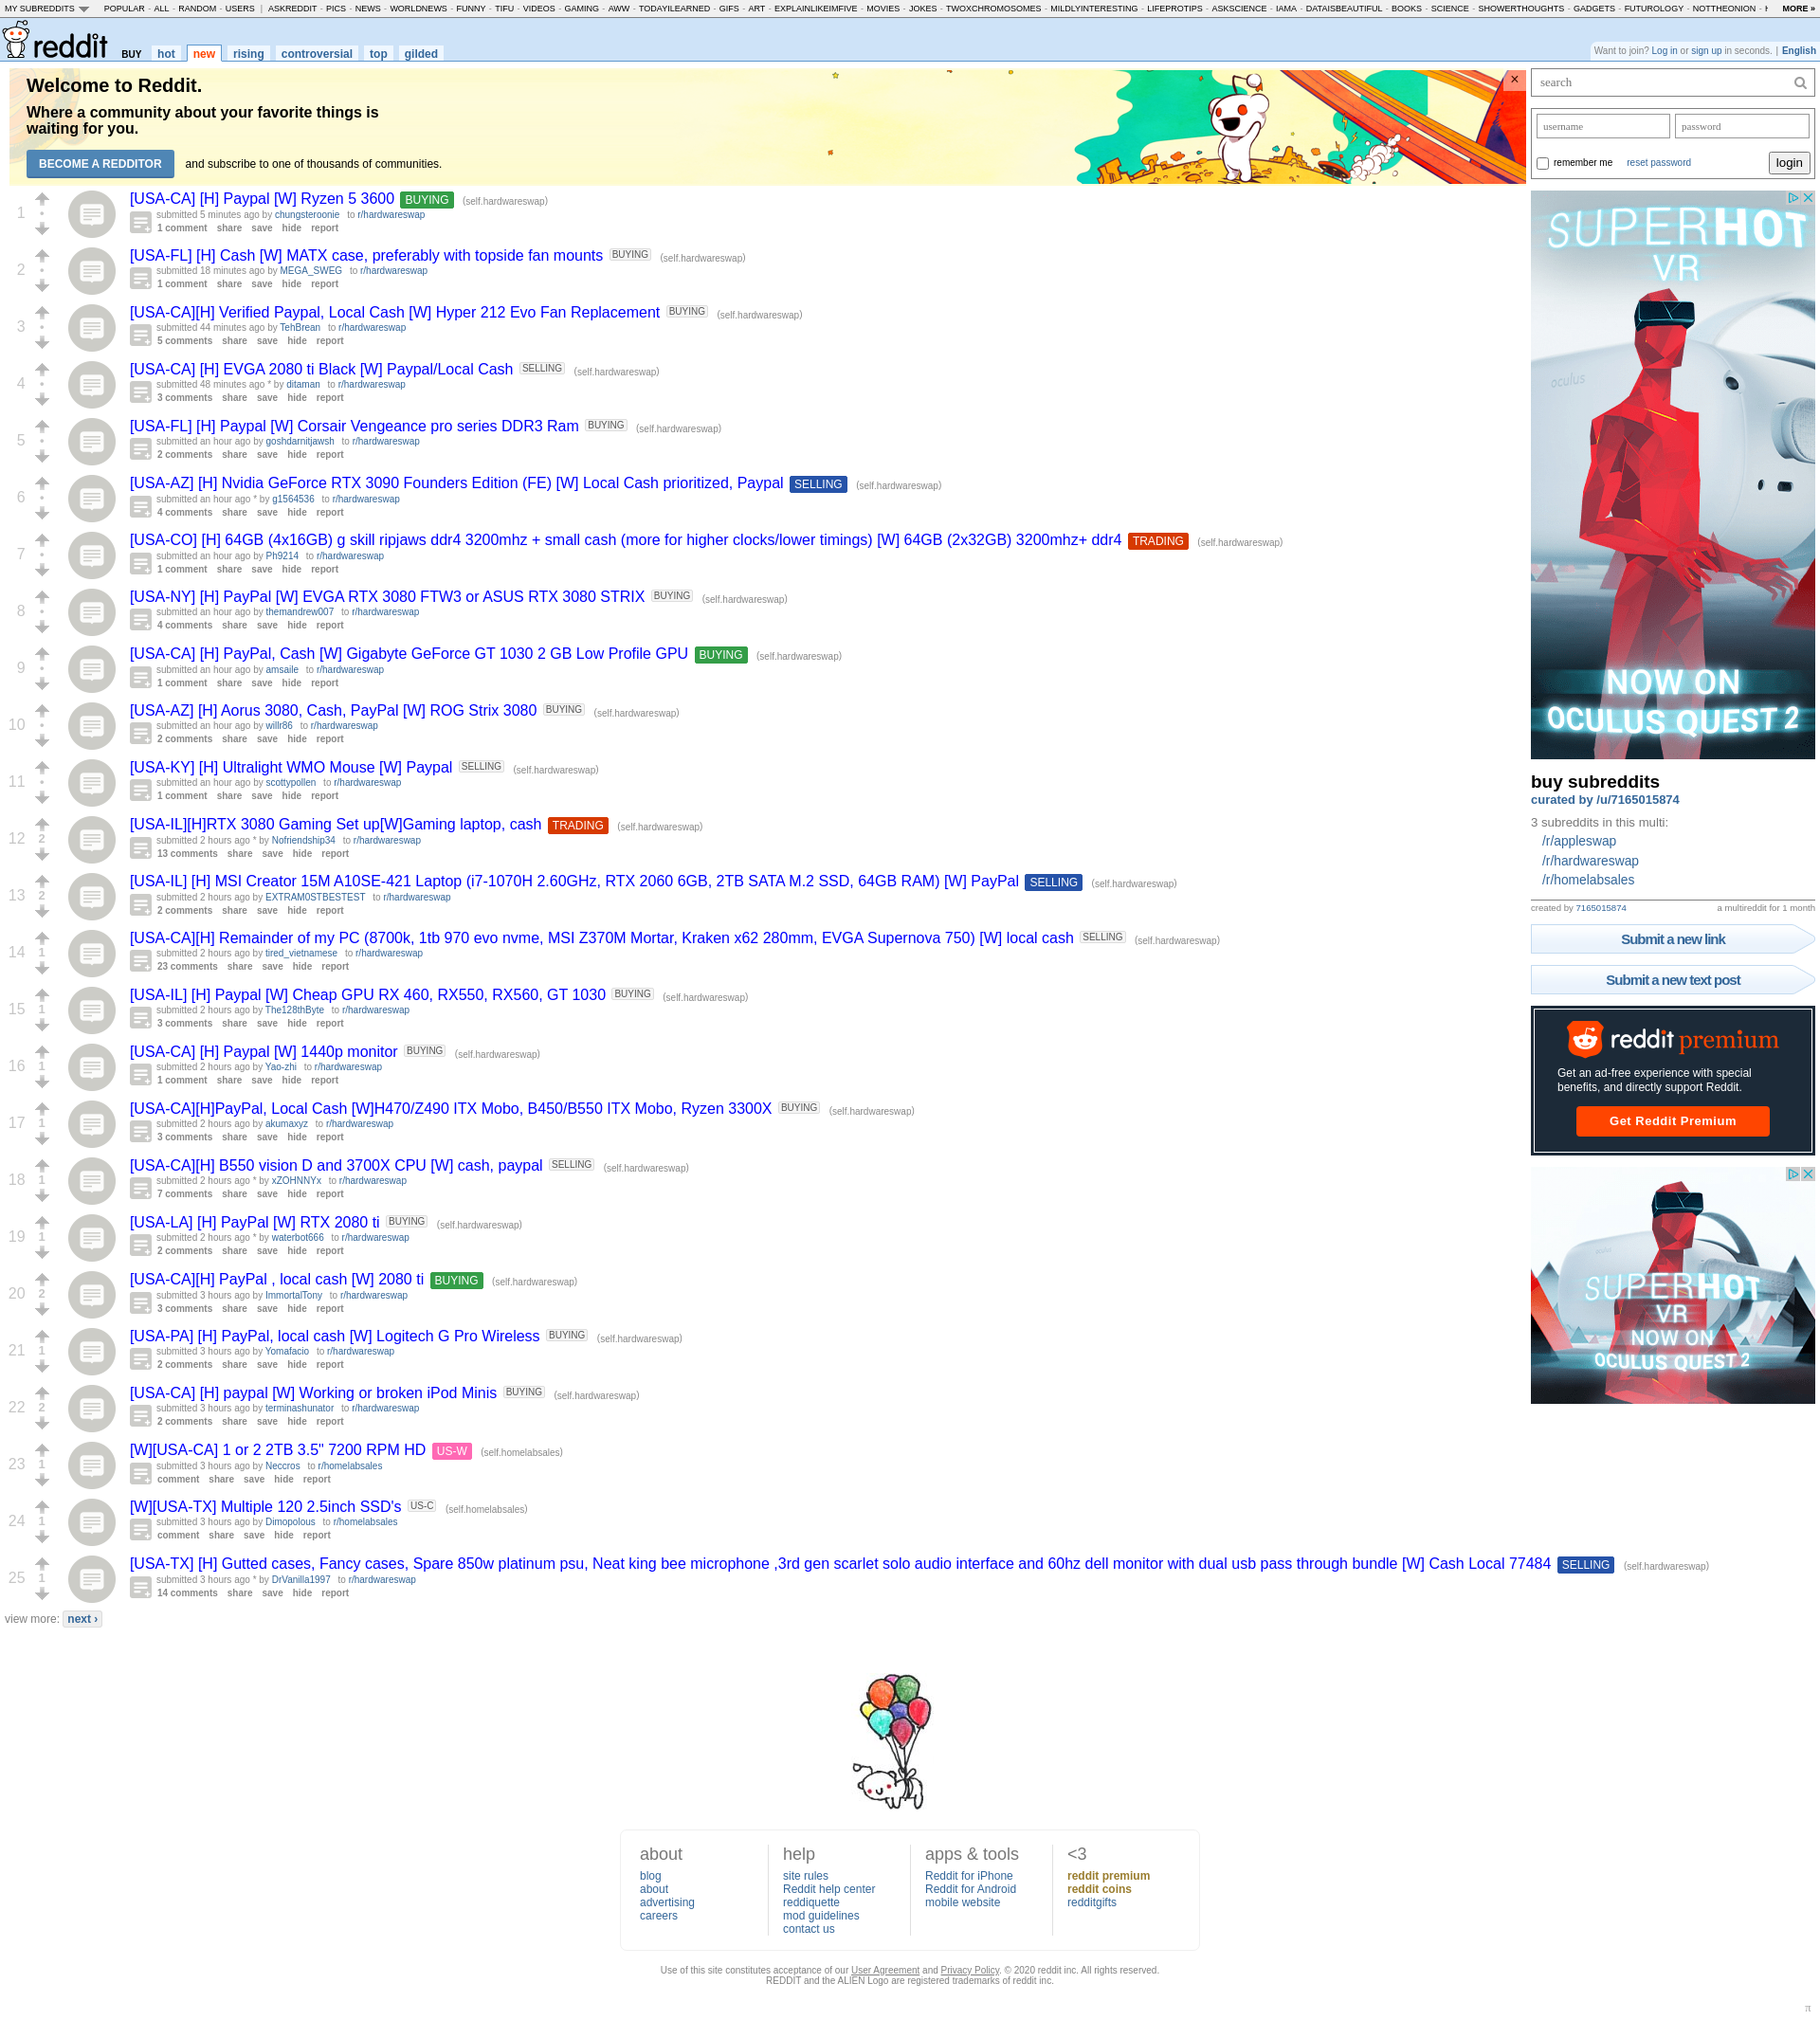 MY SUBREDDITS POPULAR - ALL - RANDOM - USERS | ASKREDDIT - PICS - NEWS - WORLDNEWS - FUNNY - TIFU - VIDEOS - GAMING - AWW - TODAYILEARNED - GIFS - ART - EXPLAINLIKEIMFIVE - MOVIES - JOKES - TWOXCHROMOSOMES - MILDLYINTERESTING - LIFEPROTIPS - ASKSCIENCE - IAMA - DATAISBEAUTIFUL - BOOKS - SCIENCE - SHOWERTHOUGHTS - GADGETS - FUTUROLOGY - NOTTHEONION - MORE »
reddit BUY hot new rising controversial top gilded
Want to join? Log in or sign up in seconds. | English
Welcome to Reddit.
Where a community about your favorite things is
waiting for you.
BECOME A REDDITOR and subscribe to one of thousands of communities.
×
1
[USA-CA] [H] Paypal [W] Ryzen 5 3600 BUYING (self.hardwareswap)
submitted 5 minutes ago by chungsteroonie to r/hardwareswap
1 comment share save hide report
2
[USA-FL] [H] Cash [W] MATX case, preferably with topside fan mounts BUYING (self.hardwareswap)
submitted 18 minutes ago by MEGA_SWEG to r/hardwareswap
1 comment share save hide report
3
[USA-CA][H] Verified Paypal, Local Cash [W] Hyper 212 Evo Fan Replacement BUYING (self.hardwareswap)
submitted 44 minutes ago by TehBrean to r/hardwareswap
5 comments share save hide report
4
[USA-CA] [H] EVGA 2080 ti Black [W] Paypal/Local Cash SELLING (self.hardwareswap)
submitted 48 minutes ago * by ditaman to r/hardwareswap
3 comments share save hide report
5
[USA-FL] [H] Paypal [W] Corsair Vengeance pro series DDR3 Ram BUYING (self.hardwareswap)
submitted an hour ago by goshdarnitjawsh to r/hardwareswap
2 comments share save hide report
6
[USA-AZ] [H] Nvidia GeForce RTX 3090 Founders Edition (FE) [W] Local Cash prioritized, Paypal SELLING (self.hardwareswap)
submitted an hour ago * by g1564536 to r/hardwareswap
4 comments share save hide report
7
[USA-CO] [H] 64GB (4x16GB) g skill ripjaws ddr4 3200mhz + small cash (more for higher clocks/lower timings) [W] 64GB (2x32GB) 3200mhz+ ddr4 TRADING (self.hardwareswap)
submitted an hour ago by Ph9214 to r/hardwareswap
1 comment share save hide report
8
[USA-NY] [H] PayPal [W] EVGA RTX 3080 FTW3 or ASUS RTX 3080 STRIX BUYING (self.hardwareswap)
submitted an hour ago by themandrew007 to r/hardwareswap
4 comments share save hide report
9
[USA-CA] [H] PayPal, Cash [W] Gigabyte GeForce GT 1030 2 GB Low Profile GPU BUYING (self.hardwareswap)
submitted an hour ago by amsaile to r/hardwareswap
1 comment share save hide report
10
[USA-AZ] [H] Aorus 3080, Cash, PayPal [W] ROG Strix 3080 BUYING (self.hardwareswap)
submitted an hour ago by willr86 to r/hardwareswap
2 comments share save hide report
11
[USA-KY] [H] Ultralight WMO Mouse [W] Paypal SELLING (self.hardwareswap)
submitted an hour ago by scottypollen to r/hardwareswap
1 comment share save hide report
12 2
[USA-IL][H]RTX 3080 Gaming Set up[W]Gaming laptop, cash TRADING (self.hardwareswap)
submitted 2 hours ago * by Nofriendship34 to r/hardwareswap
13 comments share save hide report
13 2
[USA-IL] [H] MSI Creator 15M A10SE-421 Laptop (i7-1070H 2.60GHz, RTX 2060 6GB, 2TB SATA M.2 SSD, 64GB RAM) [W] PayPal SELLING (self.hardwareswap)
submitted 2 hours ago by EXTRAM0STBESTEST to r/hardwareswap
2 comments share save hide report
14 1
[USA-CA][H] Remainder of my PC (8700k, 1tb 970 evo nvme, MSI Z370M Mortar, Kraken x62 280mm, EVGA Supernova 750) [W] local cash SELLING (self.hardwareswap)
submitted 2 hours ago by tired_vietnamese to r/hardwareswap
23 comments share save hide report
15 1
[USA-IL] [H] Paypal [W] Cheap GPU RX 460, RX550, RX560, GT 1030 BUYING (self.hardwareswap)
submitted 2 hours ago by The128thByte to r/hardwareswap
3 comments share save hide report
16 1
[USA-CA] [H] Paypal [W] 1440p monitor BUYING (self.hardwareswap)
submitted 2 hours ago by Yao-zhi to r/hardwareswap
1 comment share save hide report
17 1
[USA-CA][H]PayPal, Local Cash [W]H470/Z490 ITX Mobo, B450/B550 ITX Mobo, Ryzen 3300X BUYING (self.hardwareswap)
submitted 2 hours ago by akumaxyz to r/hardwareswap
3 comments share save hide report
18 1
[USA-CA][H] B550 vision D and 3700X CPU [W] cash, paypal SELLING (self.hardwareswap)
submitted 2 hours ago * by xZOHNNYx to r/hardwareswap
7 comments share save hide report
19 1
[USA-LA] [H] PayPal [W] RTX 2080 ti BUYING (self.hardwareswap)
submitted 2 hours ago * by waterbot666 to r/hardwareswap
2 comments share save hide report
20 2
[USA-CA][H] PayPal , local cash [W] 2080 ti BUYING (self.hardwareswap)
submitted 3 hours ago by ImmortalTony to r/hardwareswap
3 comments share save hide report
21 1
[USA-PA] [H] PayPal, local cash [W] Logitech G Pro Wireless BUYING (self.hardwareswap)
submitted 3 hours ago by Yomafacio to r/hardwareswap
2 comments share save hide report
22 2
[USA-CA] [H] paypal [W] Working or broken iPod Minis BUYING (self.hardwareswap)
submitted 3 hours ago by terminashunator to r/hardwareswap
2 comments share save hide report
23 1
[W][USA-CA] 1 or 2 2TB 3.5" 7200 RPM HD US-W (self.homelabsales)
submitted 3 hours ago by Neccros to r/homelabsales
comment share save hide report
24 1
[W][USA-TX] Multiple 120 2.5inch SSD's US-C (self.homelabsales)
submitted 3 hours ago by Dimopolous to r/homelabsales
comment share save hide report
25 1
[USA-TX] [H] Gutted cases, Fancy cases, Spare 850w platinum psu, Neat king bee microphone ,3rd gen scarlet solo audio interface and 60hz dell monitor with dual usb pass through bundle [W] Cash Local 77484 SELLING (self.hardwareswap)
submitted 3 hours ago * by DrVanilla1997 to r/hardwareswap
14 comments share save hide report
view more: next ›
search
username password
remember me reset password login
SUPERHOT
VR
oculus
NOW ON
OCULUS QUEST 2
buy subreddits
curated by /u/7165015874
3 subreddits in this multi:
/r/appleswap
/r/hardwareswap
/r/homelabsales
created by 7165015874 a multireddit for 1 month
Submit a new link
Submit a new text post
reddit premium
Get an ad-free experience with special
benefits, and directly support Reddit.
Get Reddit Premium
SUPERHOT
VR
NOW ON
OCULUS QUEST 2
about
blog
about
advertising
careers
help
site rules
Reddit help center
reddiquette
mod guidelines
contact us
apps & tools
Reddit for iPhone
Reddit for Android
mobile website
<3
reddit premium
reddit coins
redditgifts
Use of this site constitutes acceptance of our User Agreement and Privacy Policy. © 2020 reddit inc. All rights reserved.
REDDIT and the ALIEN Logo are registered trademarks of reddit inc.
π